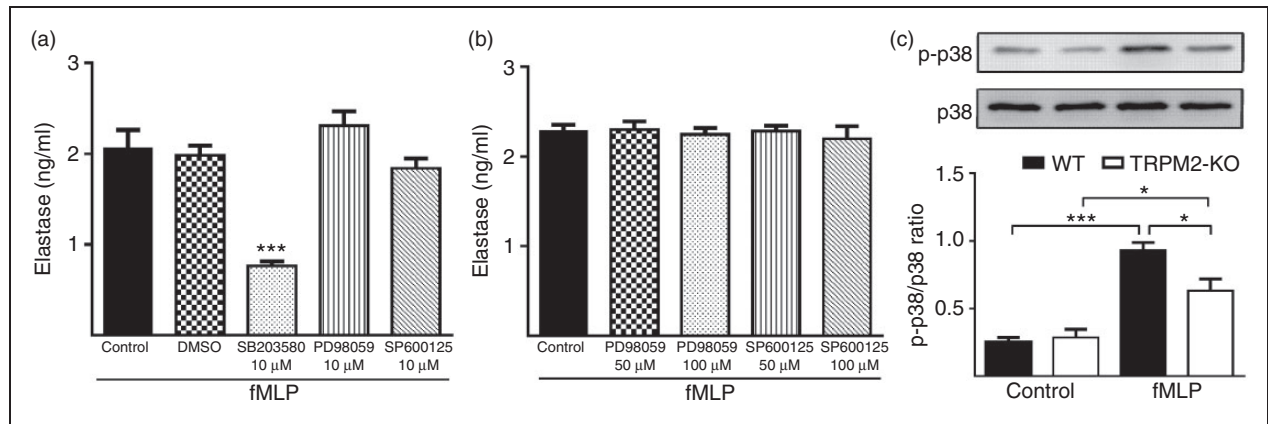 (a)
3
2
1
Elastase (ng/ml)
***
Control DMSO SB203580 PD98059 SP600125
10 µM 10 µM 10 µM
fMLP
(b)
3
2
1
Elastase (ng/ml)
Control PD98059 PD98059 SP600125 SP600125
50 µM 100 µM 50 µM 100 µM
fMLP
(c)
p-p38
p38
WT TRPM2-KO
1.5
1.0
0.5
p-p38/p38 ratio
*
*** *
Control fMLP